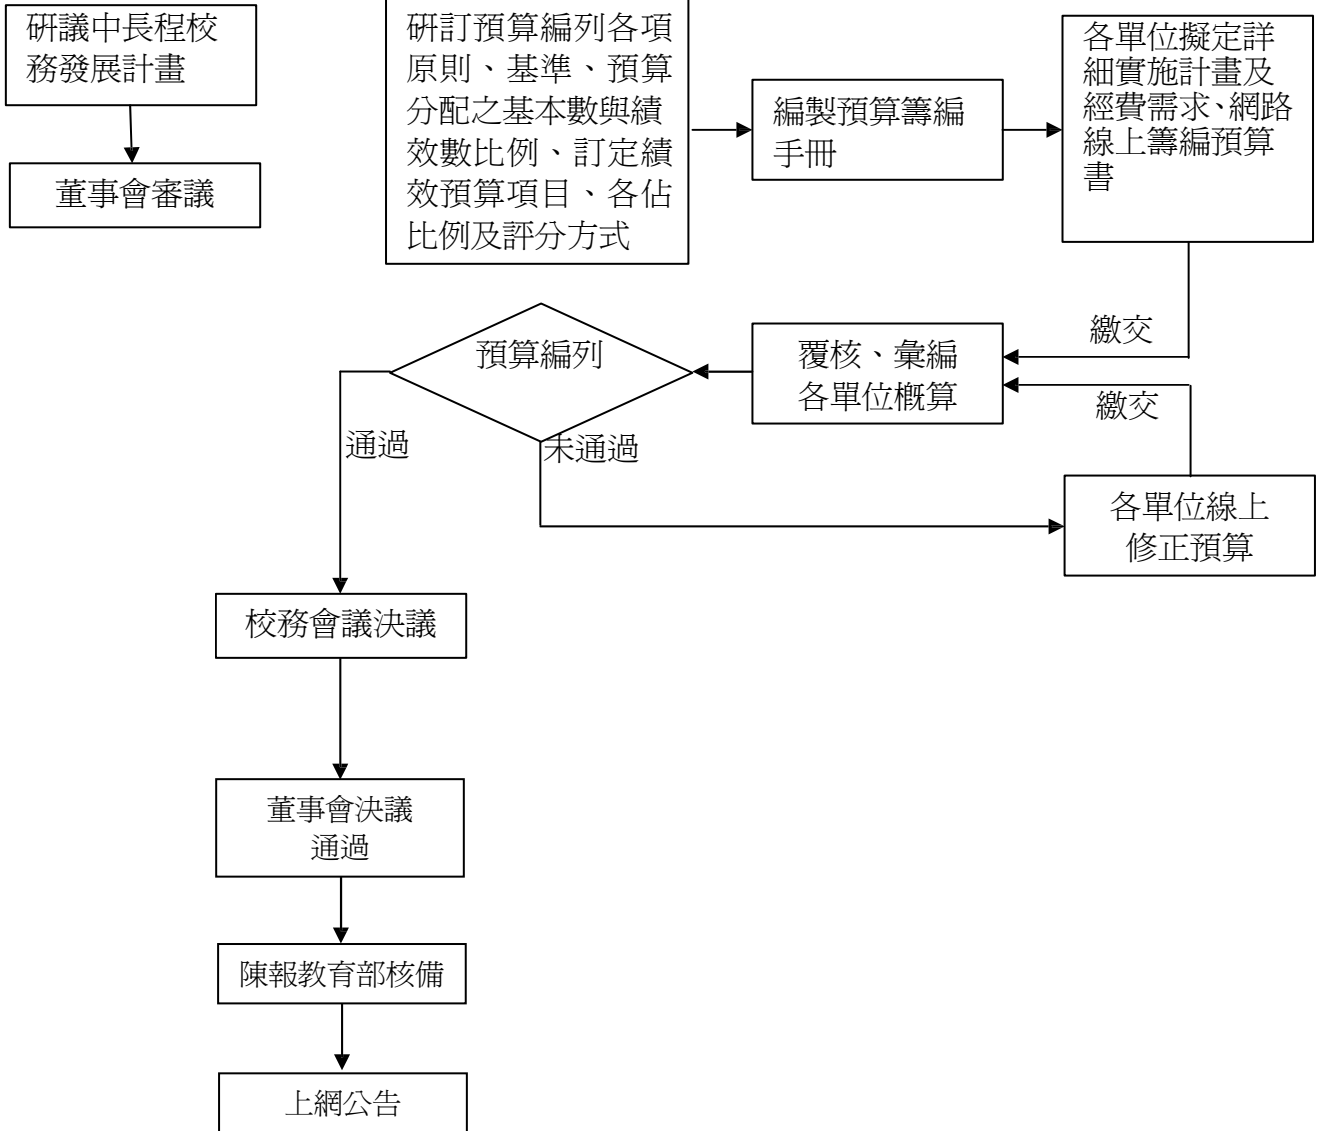 研議中長程校
務發展計畫
董事會審議
研訂預算編列各項
原則、基準、預算
分配之基本數與績
效數比例、訂定績
效預算項目、各佔
比例及評分方式
編製預算籌編
手冊
各單位擬定詳
細實施計畫及
經費需求、網路
線上籌編預算
書
繳交
覆核、彙編
各單位概算
繳交
預算編列
通過
未通過
各單位線上
修正預算
校務會議決議
董事會決議
通過
陳報教育部核備
上網公告